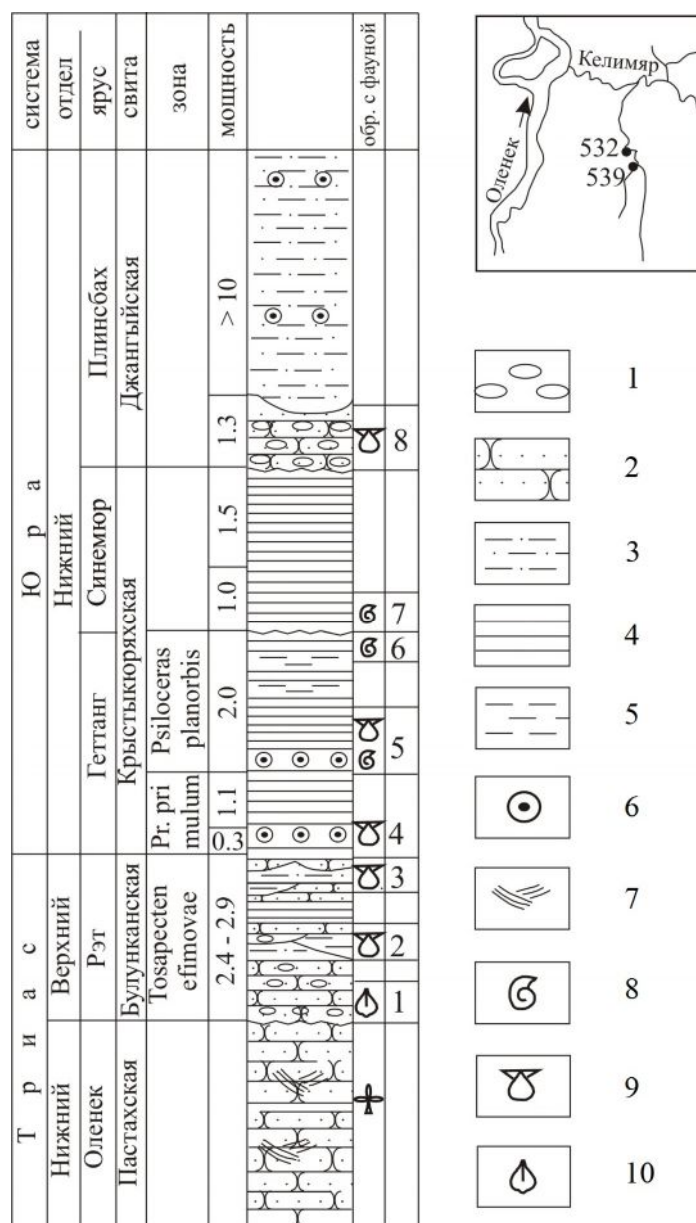 система
отдел
ярус
свита
зона
мощность
обр. с фауной
Юра
Нижний
Плинсбах
Джангыйская
> 10
1.3
8
Синемюр
Крыстыкюряхская
1.5
1.0
7
Геттанг
Psiloceras
planorbis
2.0
6
5
Pr. pri
mulum
1.1
0.3
4
Триас
Верхний
Рэт
Булунканская
Tosapecten
efimovae
2.4 - 2.9
3
2
1
Нижний
Оленек
Пастахская
Келимяр
Оленек
532
539
1
2
3
4
5
6
7
8
9
10